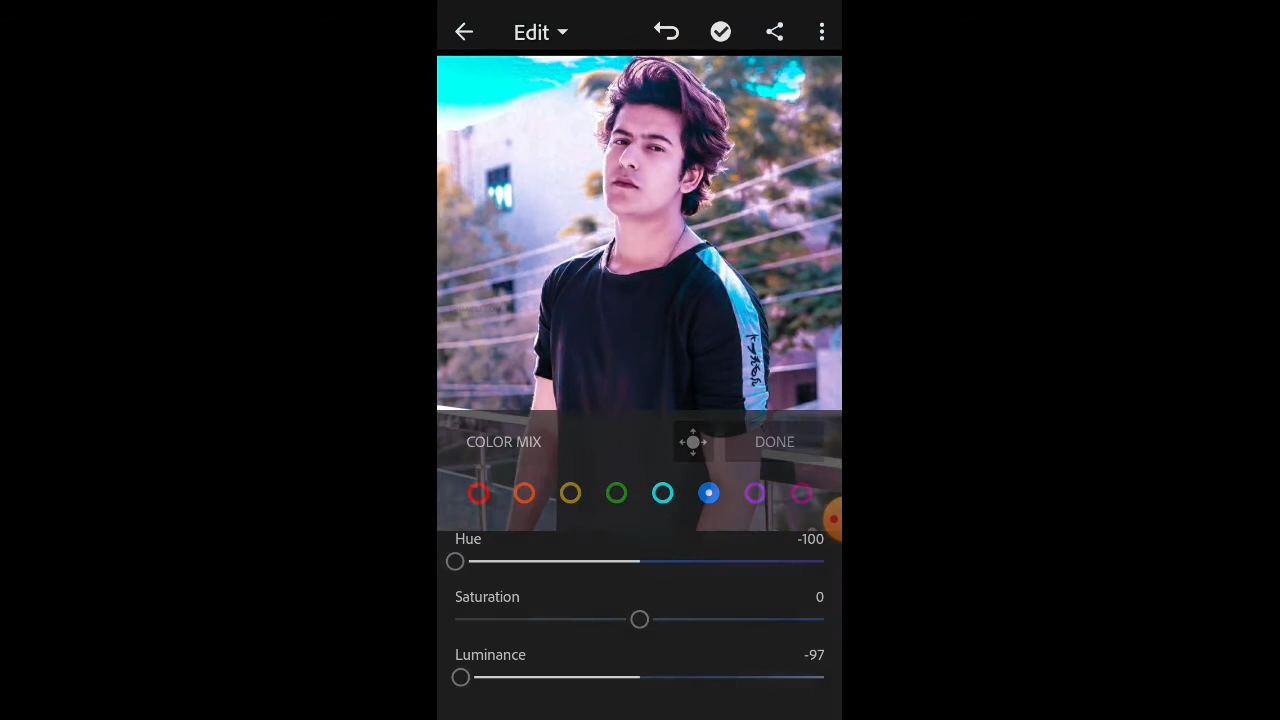 Edit
COLOR MIX
DONE
Hue
-100
Saturation
0
Luminance
-97